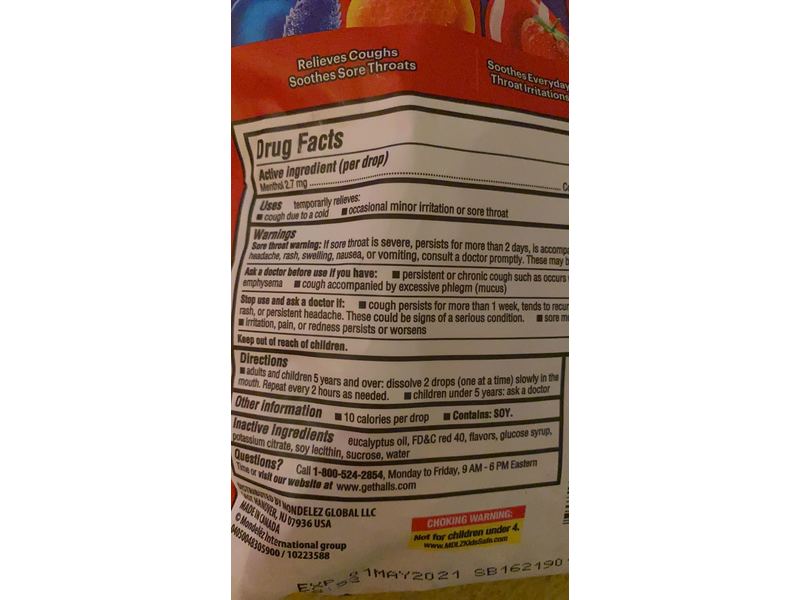 Relieves Coughs
Soothes Sore Throats
Soothes Everyday
Throat Irritations
Drug Facts
Active ingredient (per drop)
Menthol 2.7 mg
Uses temporarily relieves:
■ cough due to a cold ■ occasional minor irritation or sore throat
Warnings
Sore throat warning: If sore throat is severe, persists for more than 2 days, is accompa
headache, rash, swelling, nausea, or vomiting, consult a doctor promptly. These may b
Ask a doctor before use if you have: ■ persistent or chronic cough such as occurs
emphysema ■ cough accompanied by excessive phlegm (mucus)
Stop use and ask a doctor if: ■ cough persists for more than 1 week, tends to recur
rash, or persistent headache. These could be signs of a serious condition. ■ sore m
■ irritation, pain, or redness persists or worsens
Keep out of reach of children.
Directions
■ adults and children 5 years and over: dissolve 2 drops (one at a time) slowly in the
mouth. Repeat every 2 hours as needed. ■ children under 5 years: ask a doctor
Other information ■ 10 calories per drop ■ Contains: SOY.
Inactive ingredients eucalyptus oil, FD&C red 40, flavors, glucose syrup,
potassium citrate, soy lecithin, sucrose, water
Questions? Call 1-800-524-2854, Monday to Friday, 9 AM - 6 PM Eastern
Time or visit our website at www.gethalls.com
DISTRIBUTED BY MONDELEZ GLOBAL LLC
EAST HANOVER, NJ 07936 USA
MADE IN CANADA
© Mondelez International group
04050048305900 / 10223588
CHOKING WARNING:
Not for children under 4.
www.MDLZKidsSafe.com
EXP 01MAY2021 SB162190